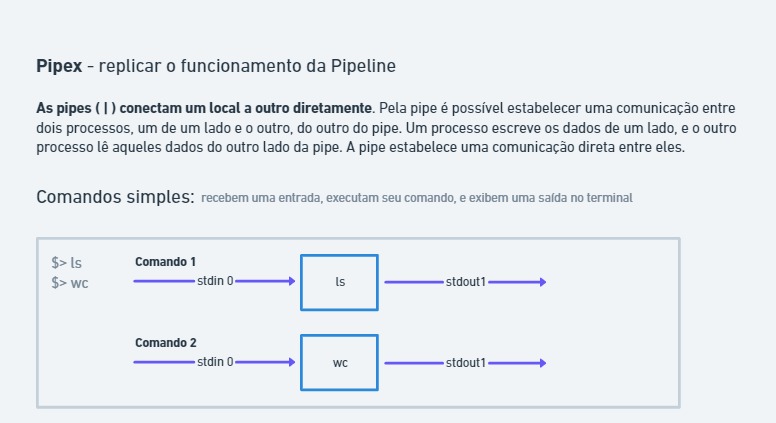 Pipex - replicar o funcionamento da Pipeline
As pipes ( | ) conectam um local a outro diretamente. Pela pipe é possível estabelecer uma comunicação entre
dois processos, um de um lado e o outro, do outro do pipe. Um processo escreve os dados de um lado, e o outro
processo lê aqueles dados do outro lado da pipe. A pipe estabelece uma comunicação direta entre eles.
Comandos simples: recebem uma entrada, executam seu comando, e exibem uma saída no terminal
$> ls
$> wc
Comando 1
stdin 0
ls
stdout1
Comando 2
stdin 0
wc
stdout1